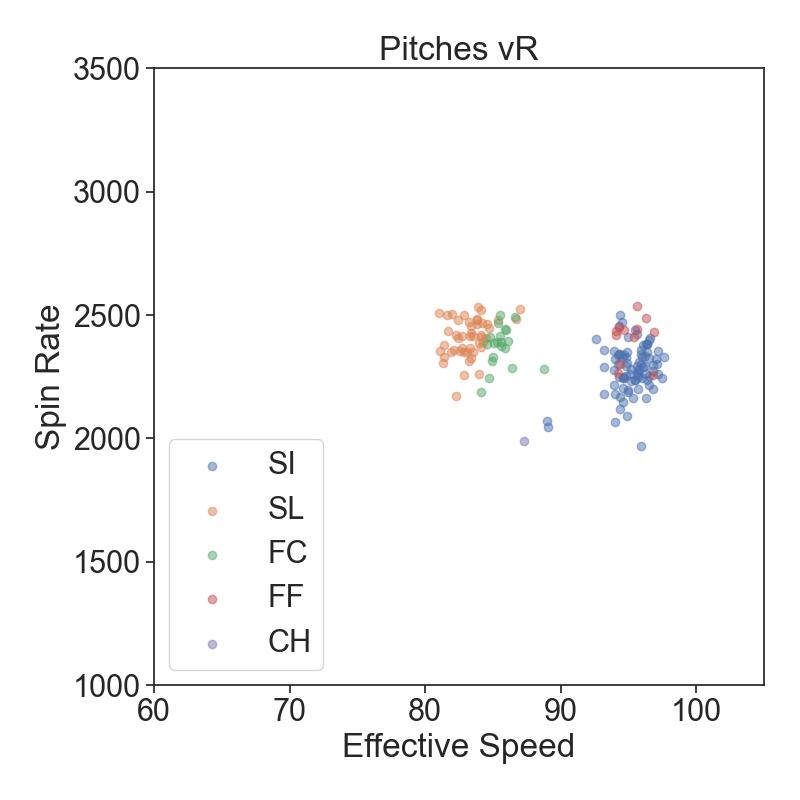 Pitches vR
3500
3000
2500
2000
1500
1000
Spin Rate
SI
SL
FC
FF
CH
60 70 80 90 100
Effective Speed